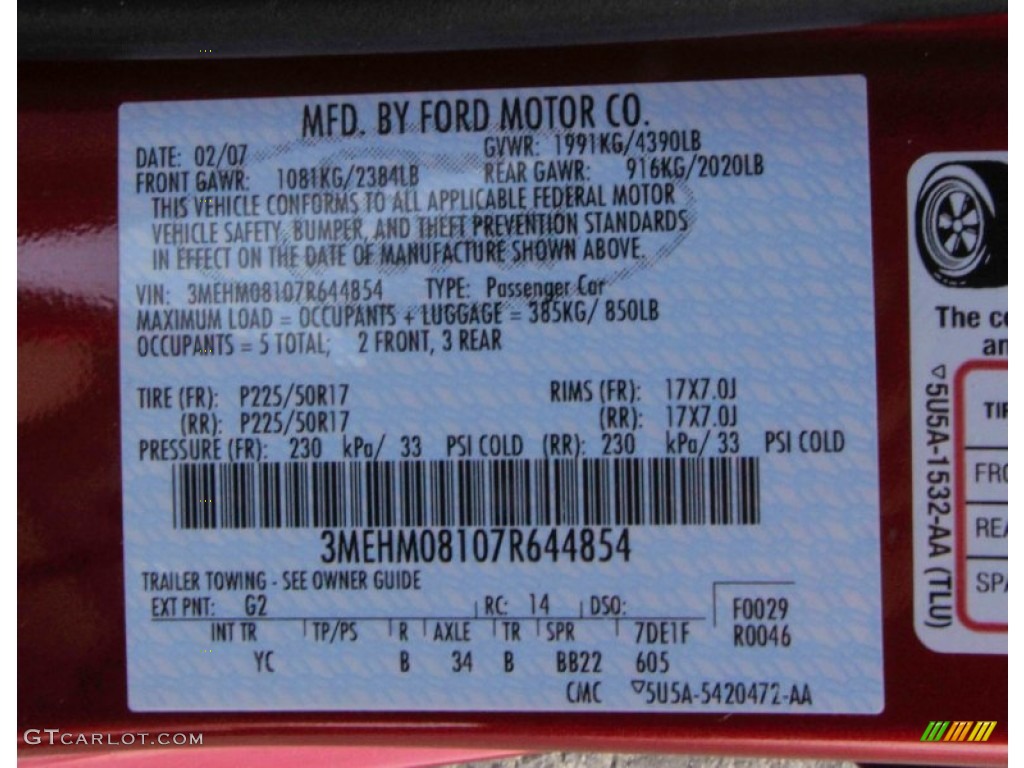 MFD. BY FORD MOTOR CO.
DATE: 02/07 GVWR: 1991KG/4390LB
FRONT GAWR: 1081KG/2384LB REAR GAWR: 916KG/2020LB
THIS VEHICLE CONFORMS TO ALL APPLICABLE FEDERAL MOTOR
VEHICLE SAFETY, BUMPER, AND THEFT PREVENTION STANDARDS
IN EFFECT ON THE DATE OF MANUFACTURE SHOWN ABOVE.
VIN: 3MEHM08107R644854 TYPE: Passenger Car
MAXIMUM LOAD = OCCUPANTS + LUGGAGE = 385KG/ 850LB
OCCUPANTS = 5 TOTAL; 2 FRONT, 3 REAR
TIRE (FR): P225/50R17 RIMS (FR): 17X7.0J
(RR): P225/50R17 (RR): 17X7.0J
PRESSURE (FR): 230 kPa/ 33 PSI COLD (RR): 230 kPa/ 33 PSI COLD
3MEHM08107R644854
TRAILER TOWING - SEE OWNER GUIDE
EXT PNT: G2 RC: 14 DSO: F0029
INT TR TP/PS R AXLE TR SPR 7DE1F R0046
YC B 34 B BB22 605
CMC ▽5U5A-5420472-AA
The co
an
▽5U5A-1532-AA (TLU)
TIR
FRO
REA
SPA
GTCARLOT.COM